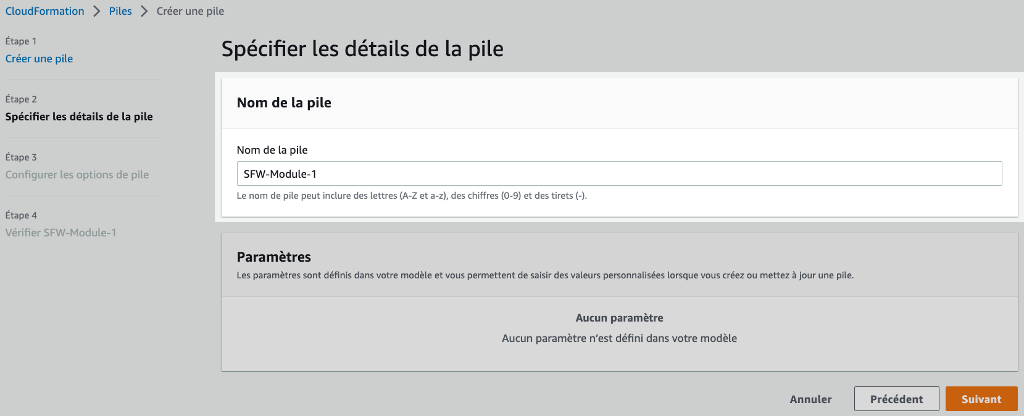 CloudFormation > Piles > Créer une pile
Étape 1
Créer une pile
Étape 2
Spécifier les détails de la pile
Étape 3
Configurer les options de pile
Étape 4
Vérifier SFW-Module-1
Spécifier les détails de la pile
Nom de la pile
Nom de la pile
SFW-Module-1
Le nom de pile peut inclure des lettres (A-Z et a-z), des chiffres (0-9) et des tirets (-).
Paramètres
Les paramètres sont définis dans votre modèle et vous permettent de saisir des valeurs personnalisées lorsque vous créez ou mettez à jour une pile.
Aucun paramètre
Aucun paramètre n'est défini dans votre modèle
Annuler
Précédent
Suivant